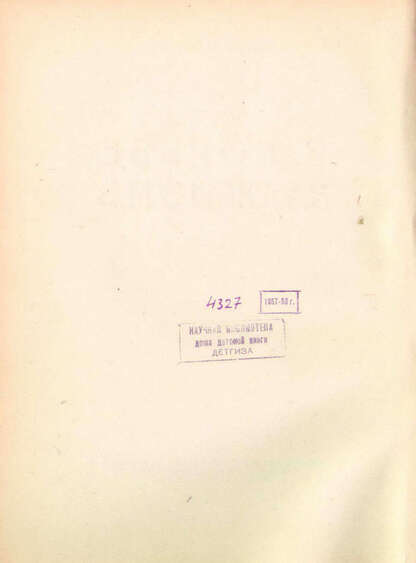 4327
1957-58 г.
НАУЧНАЯ БИБЛИОТЕКА
дома детской книги
ДЕТГИЗА